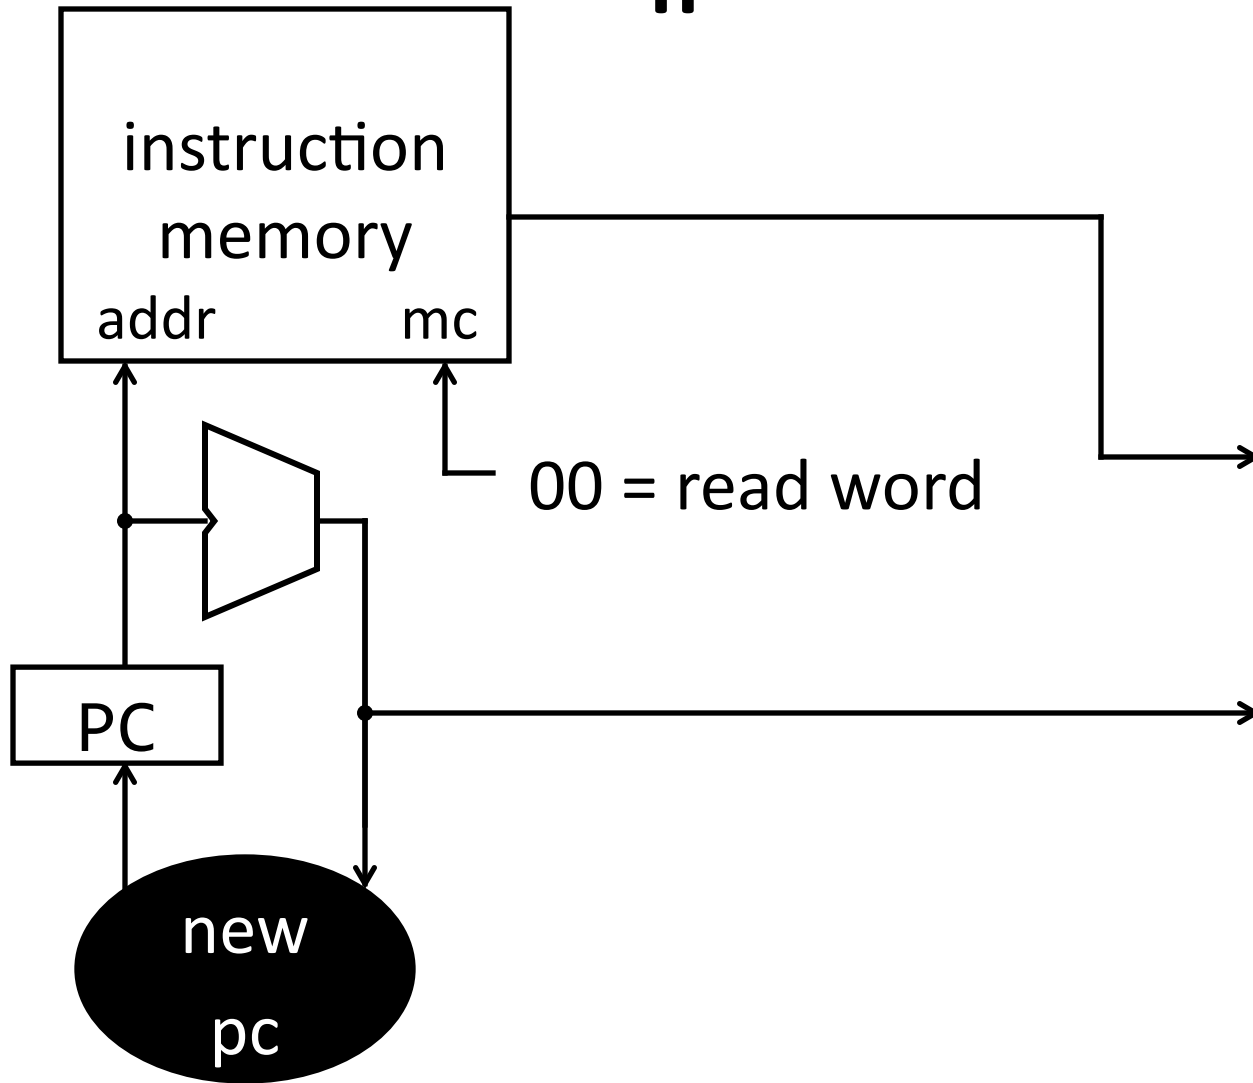 instruction
memory
addr mc
00 = read word
PC
new
pc